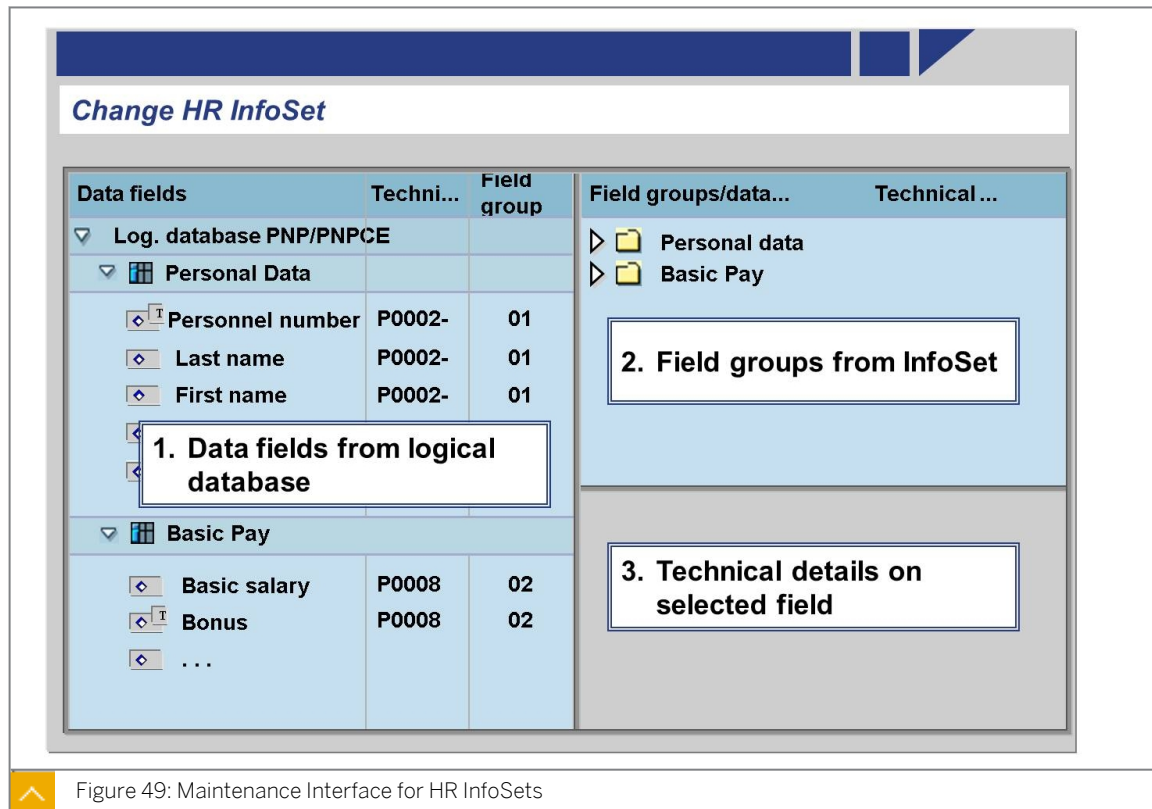 Change HR InfoSet
Data fields Techni... Field group
Log. database PNP/PNPCE
Personal Data
T Personnel number P0002- 01
Last name P0002- 01
First name P0002- 01
1. Data fields from logical
database
Basic Pay
Basic salary P0008 02
T Bonus P0008 02
. . .
Field groups/data... Technical ...
Personal data
Basic Pay
2. Field groups from InfoSet
3. Technical details on
selected field
Figure 49: Maintenance Interface for HR InfoSets